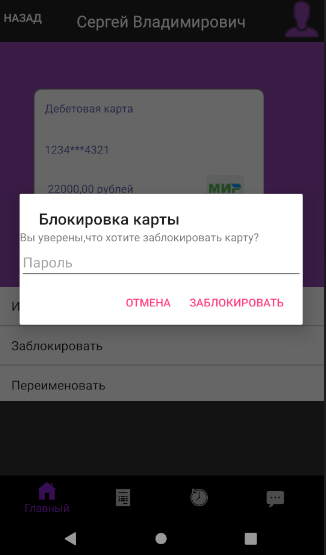 НАЗАД
Сергей Владимирович
Дебетовая карта
1234***4321
22000,00 рублей
МИР
Блокировка карты
Вы уверены,что хотите заблокировать карту?
Пароль
ОТМЕНА ЗАБЛОКИРОВАТЬ
Заблокировать
Переименовать
Главный